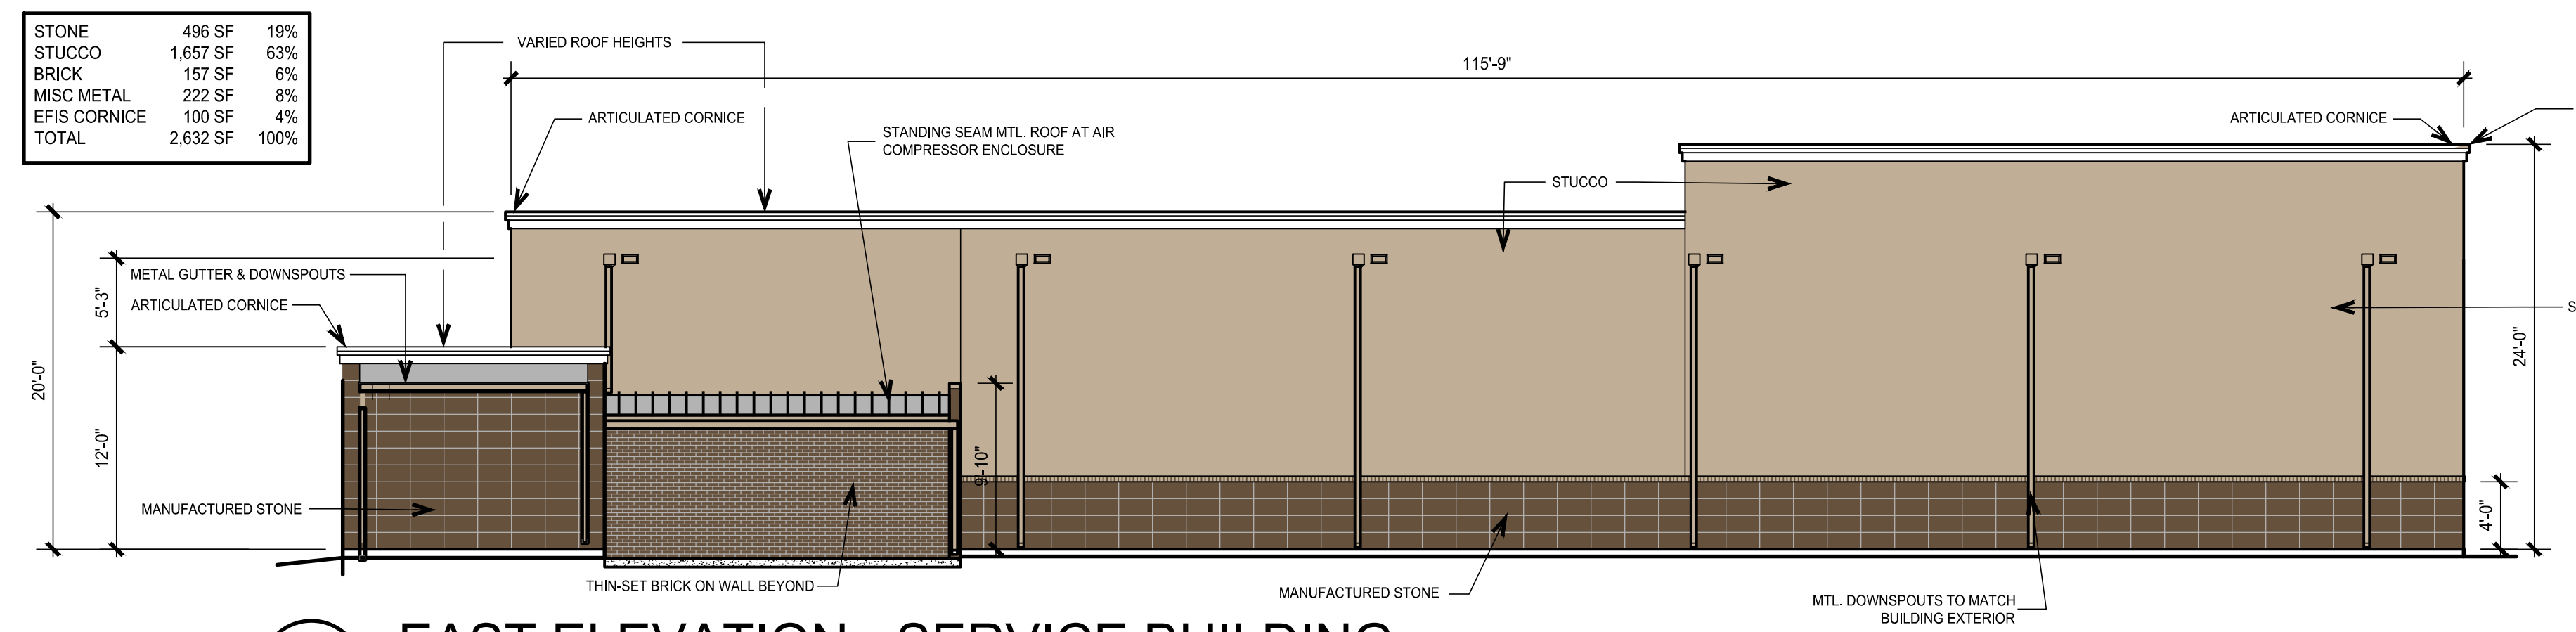 STONE 496 SF 19%
STUCCO 1,657 SF 63%
BRICK 157 SF 6%
MISC METAL 222 SF 8%
EFIS CORNICE 100 SF 4%
TOTAL 2,632 SF 100%
VARIED ROOF HEIGHTS
115'-9"
ARTICULATED CORNICE
STANDING SEAM MTL. ROOF AT AIR
COMPRESSOR ENCLOSURE
ARTICULATED CORNICE
STUCCO
METAL GUTTER & DOWNSPOUTS
ARTICULATED CORNICE
5'-3"
20'-0"
12'-0"
9'-10"
24'-0"
4'-0"
S
MANUFACTURED STONE
THIN-SET BRICK ON WALL BEYOND
MANUFACTURED STONE
MTL. DOWNSPOUTS TO MATCH
BUILDING EXTERIOR
EAST ELEVATION - SERVICE BUILDING